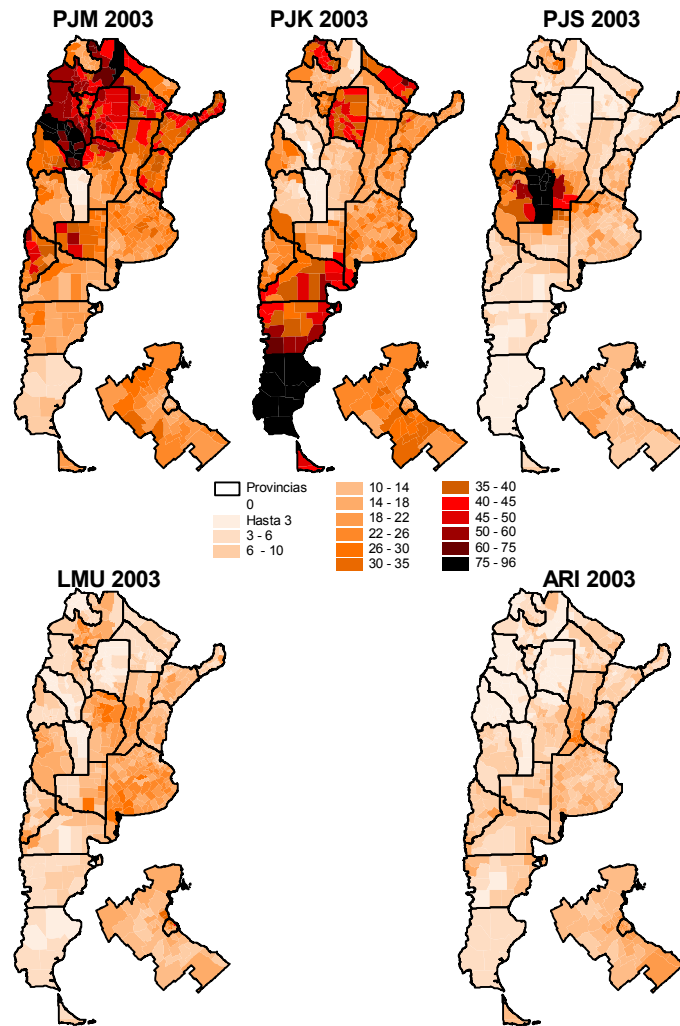 PJM 2003
PJK 2003
PJS 2003
Provincias
0
Hasta 3
3 - 6
6 - 10
10 - 14
14 - 18
18 - 22
22 - 26
26 - 30
30 - 35
35 - 40
40 - 45
45 - 50
50 - 60
60 - 75
75 - 96
LMU 2003
ARI 2003